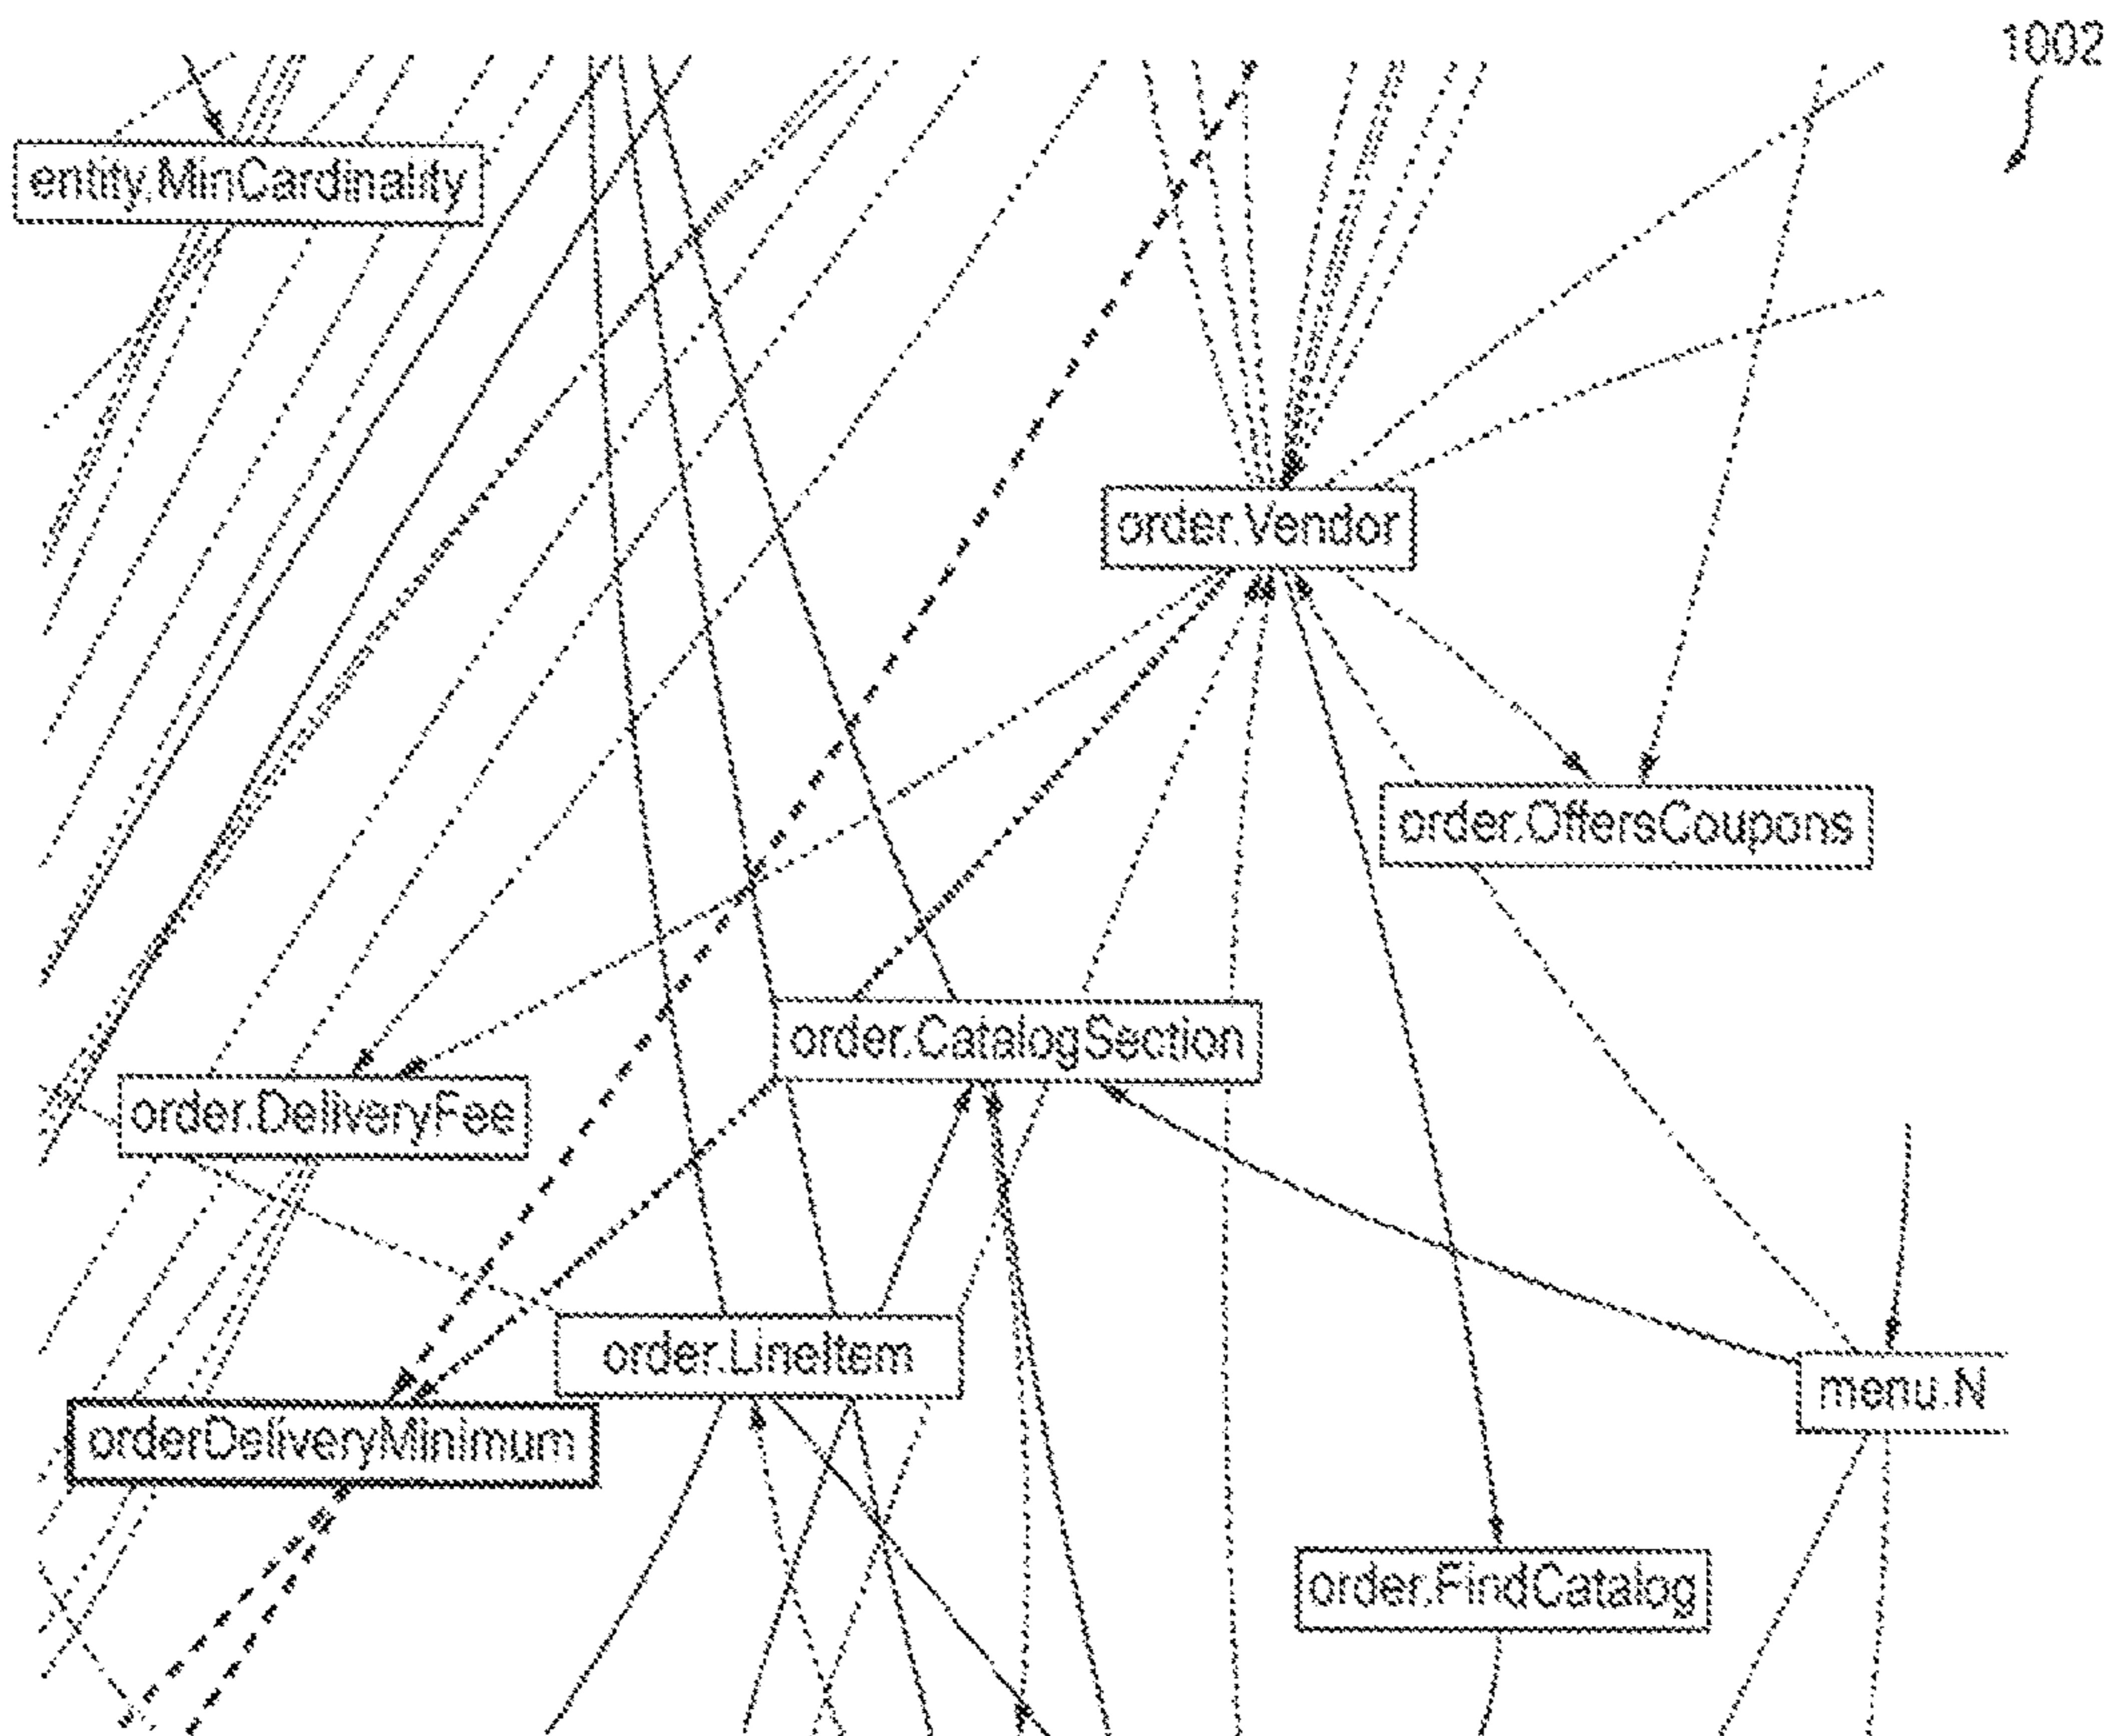 1002
entity.MinCardinality
order.Vendor
order.OffersCoupons
order.CatalogSection
order.DeliveryFee
order.LineItem
menu.N
orderDeliveryMinimum
order.FindCatalog